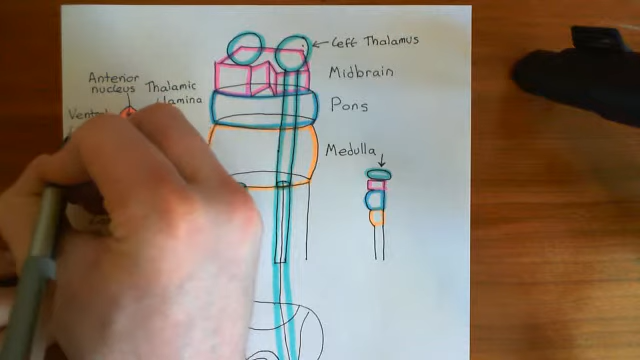 Left Thalamus
Midbrain
Anterior
nucleus
Thalamic
lamina
Pons
Medulla